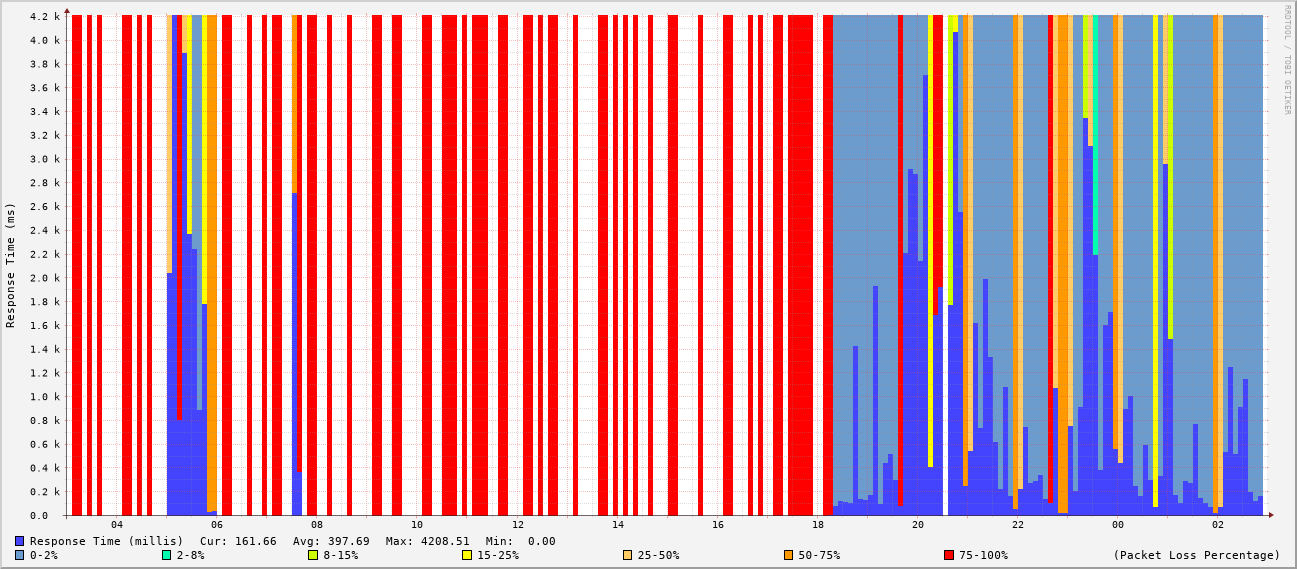 4.2 k
4.0 k
3.8 k
3.6 k
3.4 k
3.2 k
3.0 k
2.8 k
2.6 k
2.4 k
2.2 k
2.0 k
1.8 k
1.6 k
1.4 k
1.2 k
1.0 k
0.8 k
0.6 k
0.4 k
0.2 k
0.0
Response Time (ms)
04 06 08 10 12 14 16 18 20 22 00 02
RRDTOOL / TOBI OETIKER
Response Time (millis) Cur: 161.66 Avg: 397.69 Max: 4208.51 Min: 0.00
0-2% 2-8% 8-15% 15-25% 25-50% 50-75% 75-100% (Packet Loss Percentage)